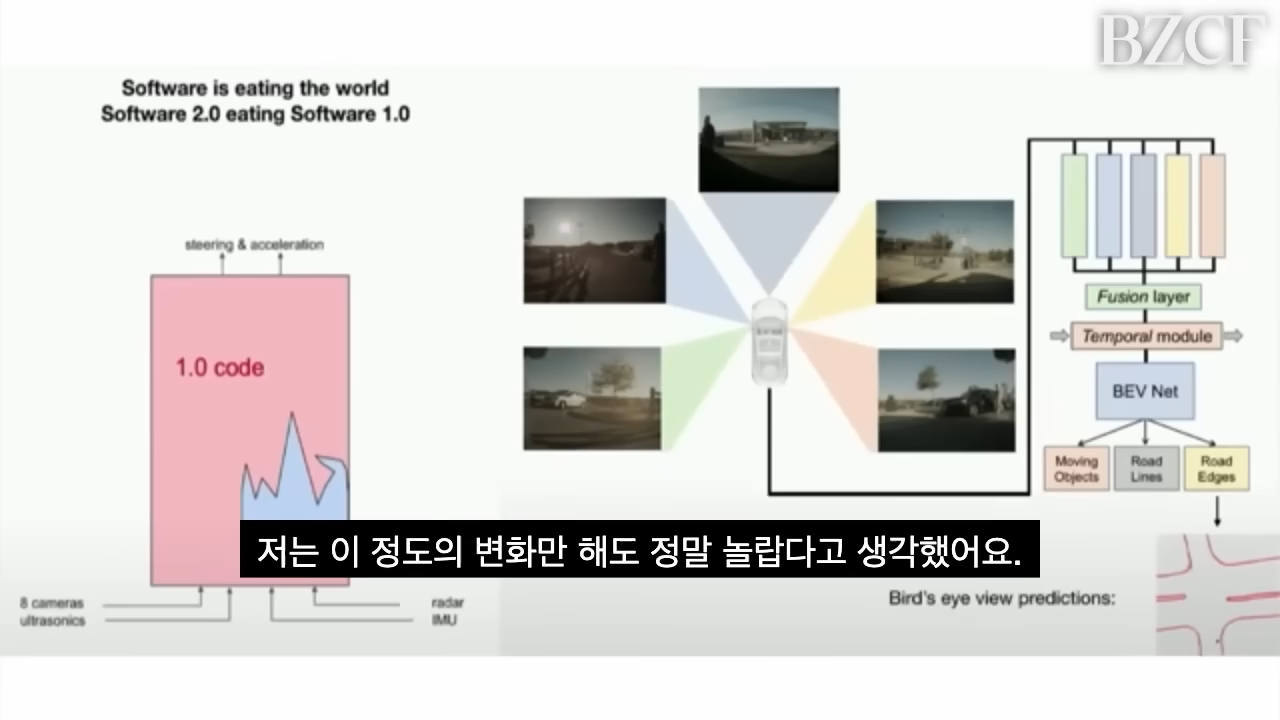 BZCF
Software is eating the world
Software 2.0 eating Software 1.0
steering & acceleration
1.0 code
8 cameras
ultrasonics
radar
IMU
Fusion layer
Temporal module
BEV Net
Moving
Objects
Road
Lines
Road
Edges
Bird's eye view predictions:
저는 이 정도의 변화만 해도 정말 놀랍다고 생각했어요.